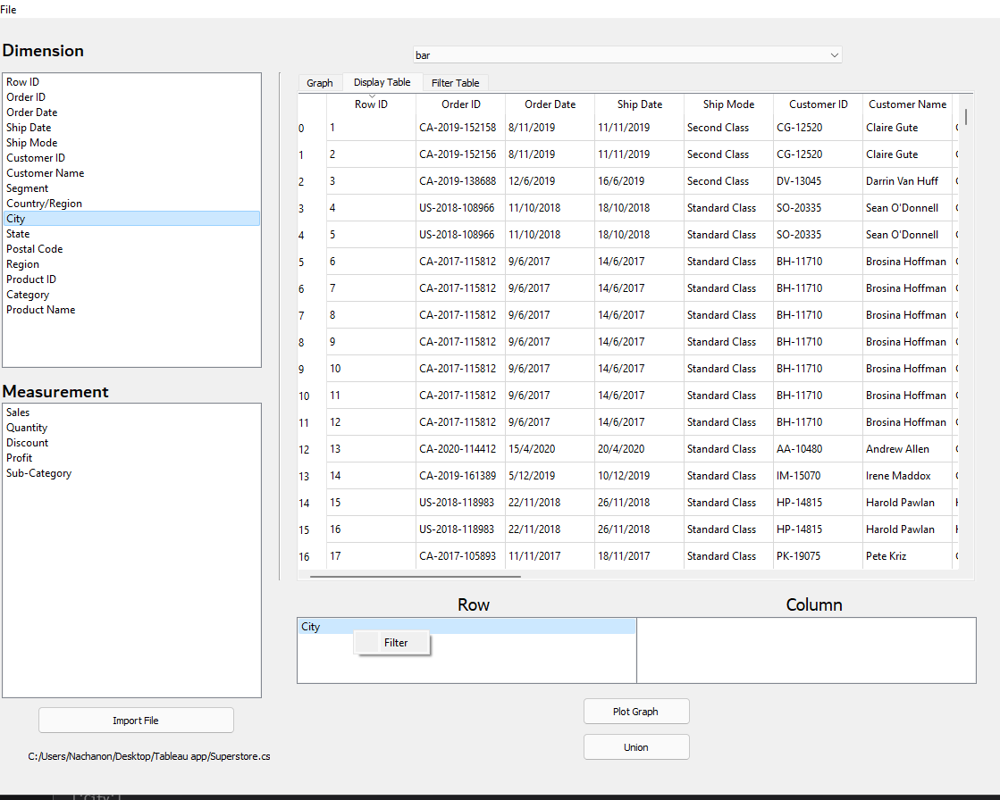 File
Dimension
Row ID
Order ID
Order Date
Ship Date
Ship Mode
Customer ID
Customer Name
Segment
Country/Region
City
State
Postal Code
Region
Product ID
Category
Product Name
Measurement
Sales
Quantity
Discount
Profit
Sub-Category
Import File
C:/Users/Nachanon/Desktop/Tableau app/Superstore.cs
bar
Graph Display Table Filter Table
Row ID Order ID Order Date Ship Date Ship Mode Customer ID Customer Name
0 1 CA-2019-152158 8/11/2019 11/11/2019 Second Class CG-12520 Claire Gute
1 2 CA-2019-152156 8/11/2019 11/11/2019 Second Class CG-12520 Claire Gute
2 3 CA-2019-138688 12/6/2019 16/6/2019 Second Class DV-13045 Darrin Van Huff
3 4 US-2018-108966 11/10/2018 18/10/2018 Standard Class SO-20335 Sean O'Donnell
4 5 US-2018-108966 11/10/2018 18/10/2018 Standard Class SO-20335 Sean O'Donnell
5 6 CA-2017-115812 9/6/2017 14/6/2017 Standard Class BH-11710 Brosina Hoffman
6 7 CA-2017-115812 9/6/2017 14/6/2017 Standard Class BH-11710 Brosina Hoffman
7 8 CA-2017-115812 9/6/2017 14/6/2017 Standard Class BH-11710 Brosina Hoffman
8 9 CA-2017-115812 9/6/2017 14/6/2017 Standard Class BH-11710 Brosina Hoffman
9 10 CA-2017-115812 9/6/2017 14/6/2017 Standard Class BH-11710 Brosina Hoffman
10 11 CA-2017-115812 9/6/2017 14/6/2017 Standard Class BH-11710 Brosina Hoffman
11 12 CA-2017-115812 9/6/2017 14/6/2017 Standard Class BH-11710 Brosina Hoffman
12 13 CA-2020-114412 15/4/2020 20/4/2020 Standard Class AA-10480 Andrew Allen
13 14 CA-2019-161389 5/12/2019 10/12/2019 Standard Class IM-15070 Irene Maddox
14 15 US-2018-118983 22/11/2018 26/11/2018 Standard Class HP-14815 Harold Pawlan
15 16 US-2018-118983 22/11/2018 26/11/2018 Standard Class HP-14815 Harold Pawlan
16 17 CA-2017-105893 11/11/2017 18/11/2017 Standard Class PK-19075 Pete Kriz
Row Column
City
Filter
Plot Graph
Union